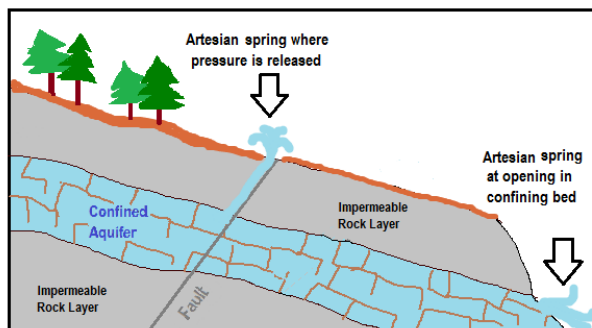 Artesian spring where
pressure is released
Artesian spring
at opening in
confining bed
Impermeable
Rock Layer
Confined
Aquifer
Impermeable
Rock Layer
Fault